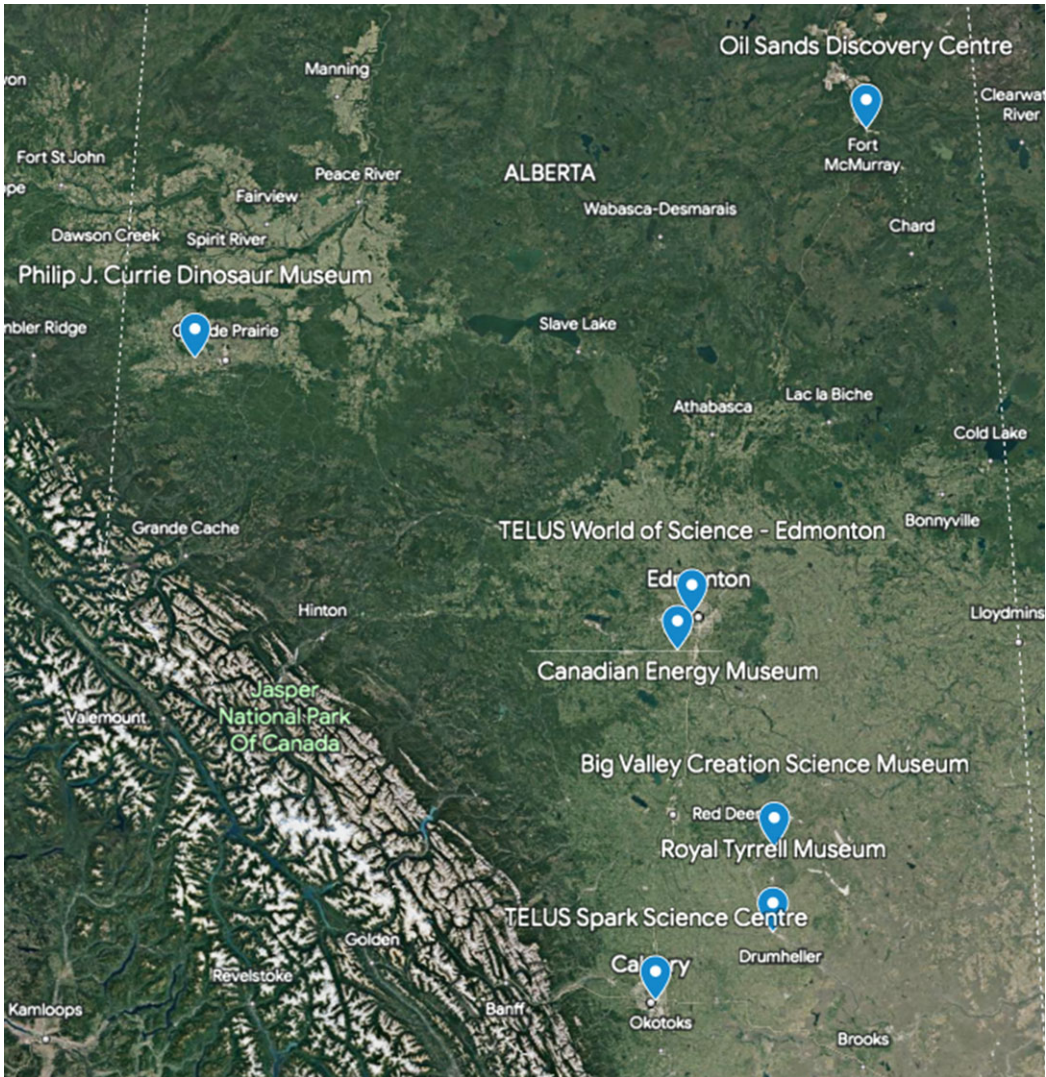 Oil Sands Discovery Centre
Manning
Fort St John
Peace River
ALBERTA
Fort
McMurray
Fairview
Wabasca-Desmarais
Dawson Creek
Spirit River
Chard
Philip J. Currie Dinosaur Museum
Slave Lake
Lac la Biche
Athabasca
Cold Lake
Grande Cache
TELUS World of Science - Edmonton
Bonnyville
Hinton
Canadian Energy Museum
Jasper
National Park
Of Canada
Valemount
Big Valley Creation Science Museum
Red Deer
Royal Tyrrell Museum
TELUS Spark Science Centre
Golden
Drumheller
Revelstoke
Kamloops
Banff
Okotoks
Brooks